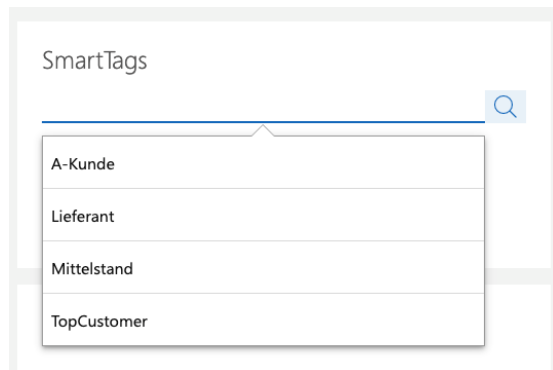 SmartTags
A-Kunde
Lieferant
Mittelstand
TopCustomer